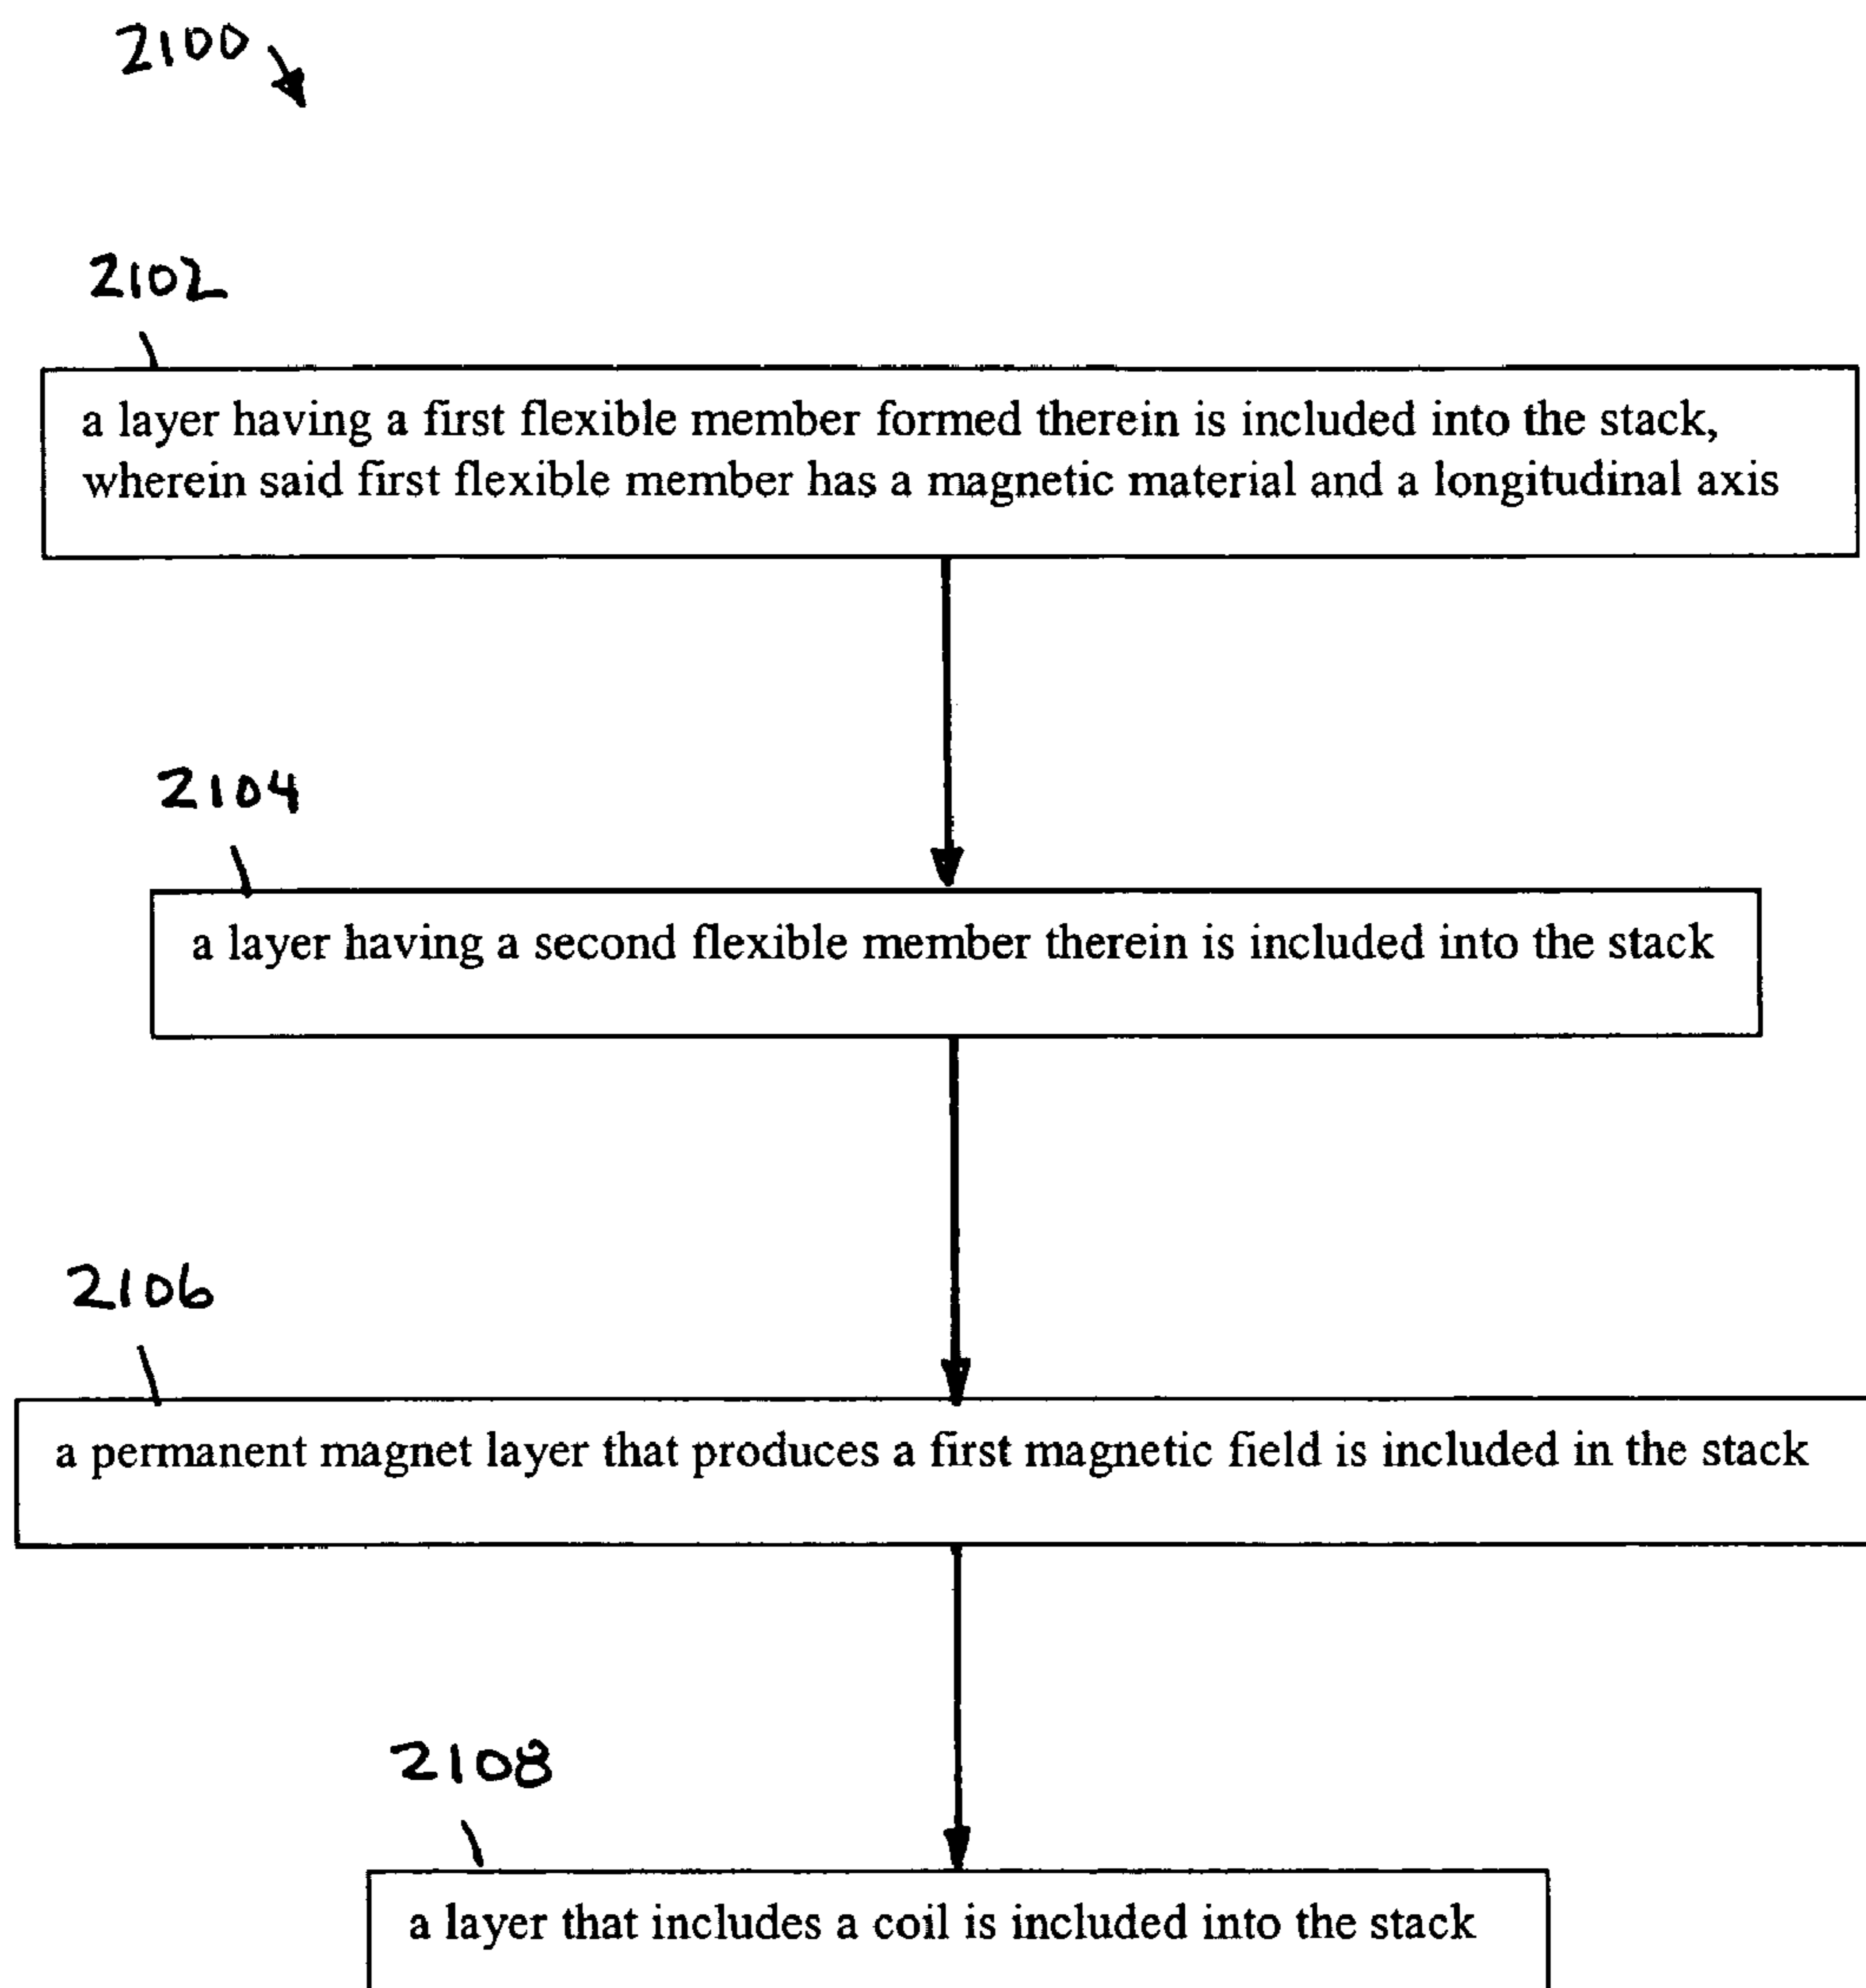 2100
2102
a layer having a first flexible member formed therein is included into the stack,
wherein said first flexible member has a magnetic material and a longitudinal axis
2104
a layer having a second flexible member therein is included into the stack
2106
a permanent magnet layer that produces a first magnetic field is included in the stack
2108
a layer that includes a coil is included into the stack